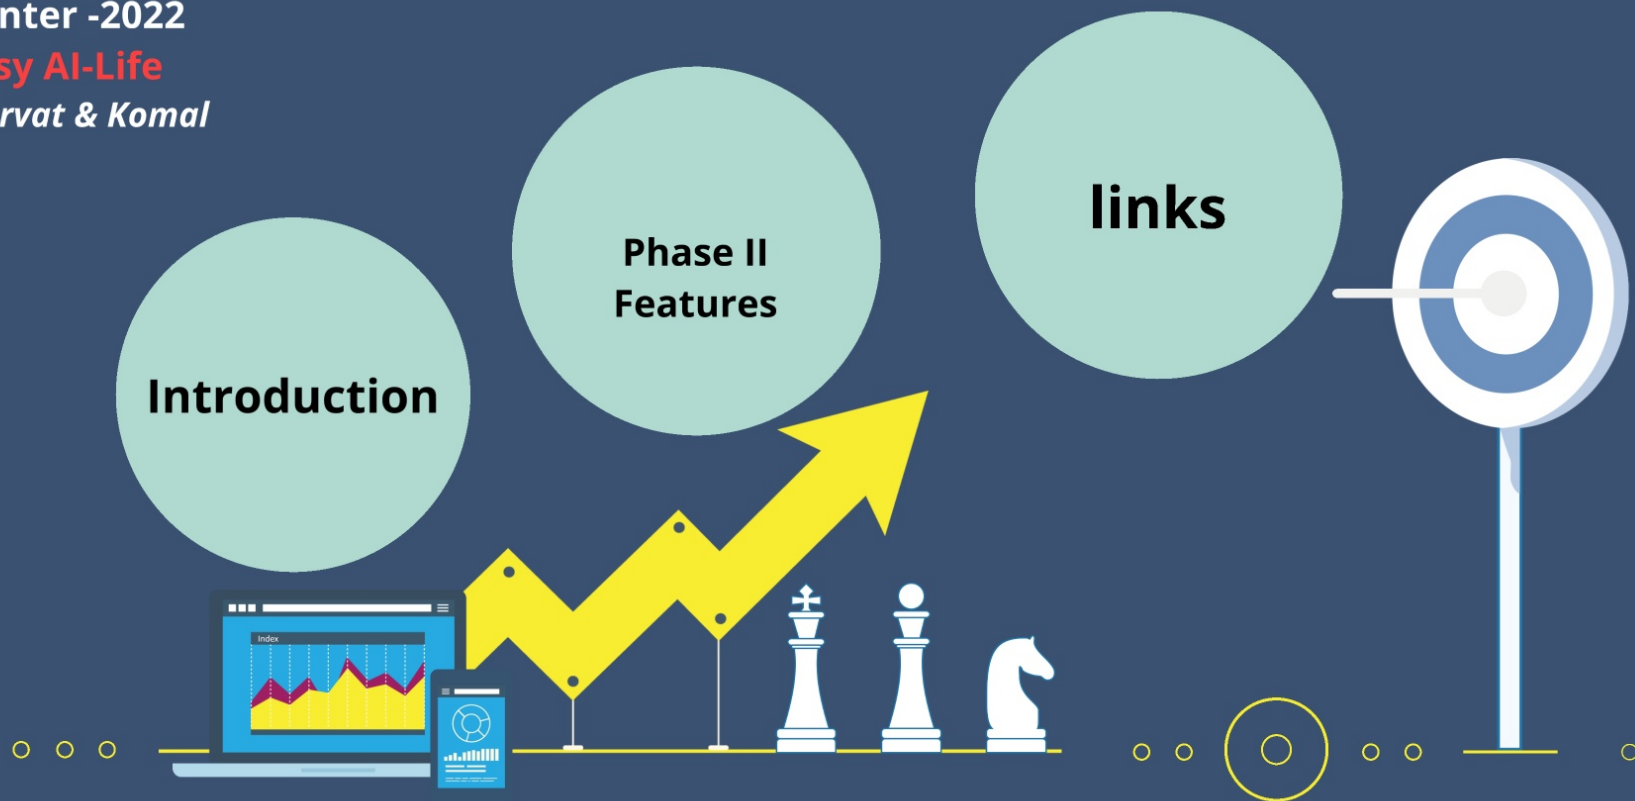 nter -2022
sy AI-Life
rvat & Komal
links
Phase II
Features
Introduction
Index